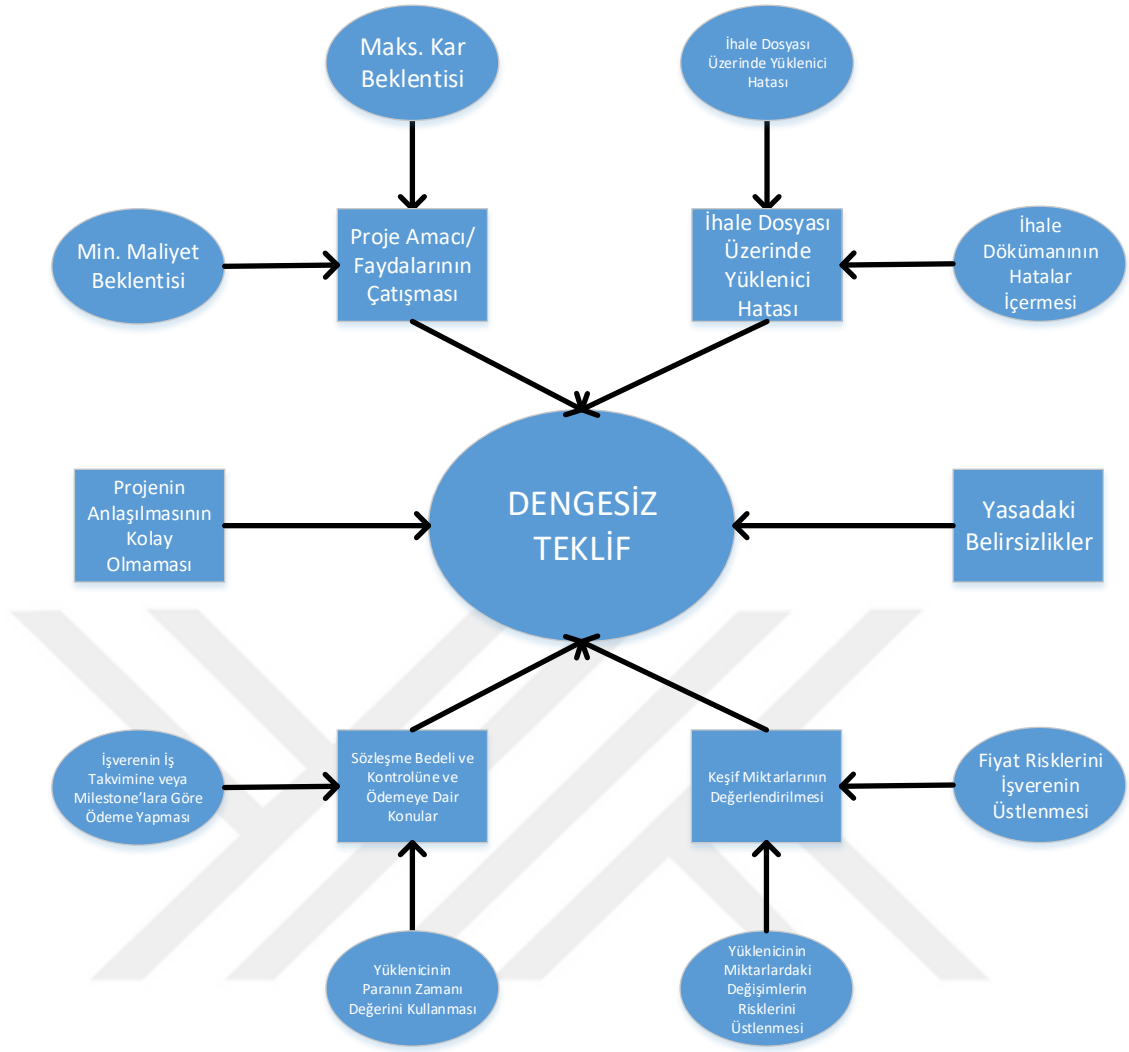 Maks. Kar
Beklentisi
İhale Dosyası
Üzerinde Yüklenici
Hatası
Min. Maliyet
Beklentisi
Proje Amacı/
Faydalarının
Çatışması
İhale Dosyası
Üzerinde
Yüklenici
Hatası
İhale
Dökümanının
Hatalar
İçermesi
Projenin
Anlaşılmasının
Kolay
Olmaması
DENGESİZ
TEKLİF
Yasadaki
Belirsizlikler
İşverenin İş
Takvimine veya
Milestone’lara Göre
Ödeme Yapması
Sözleşme Bedeli ve
Kontrolüne ve
Ödemeye Dair
Konular
Keşif Miktarlarının
Değerlendirilmesi
Fiyat Risklerini
İşverenin
Üstlenmesi
Yüklenicinin
Paranın Zamanı
Değerini Kullanması
Yüklenicinin
Miktarlardaki
Değişimlerin
Risklerini
Üstlenmesi